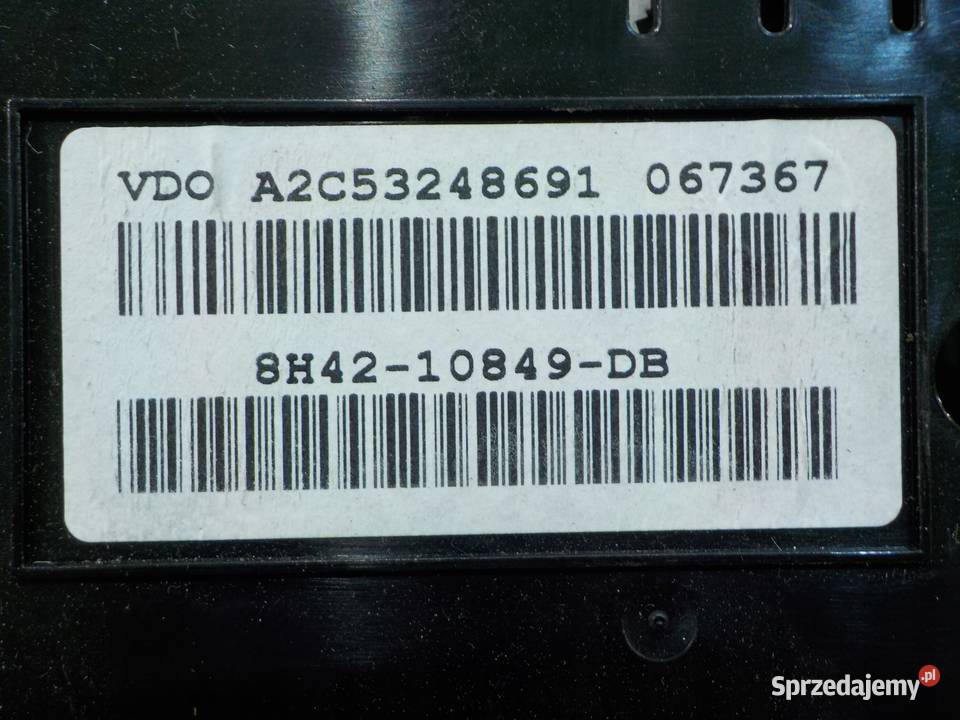 VDO A2C53248691 067367
8H42-10849-DB
Sprzedajemy.pl